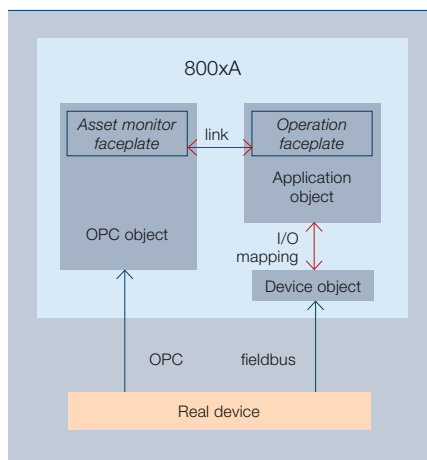 800xA
Asset monitor
faceplate
link
Operation
faceplate
Application
object
OPC object
I/O
mapping
Device object
OPC
fieldbus
Real device